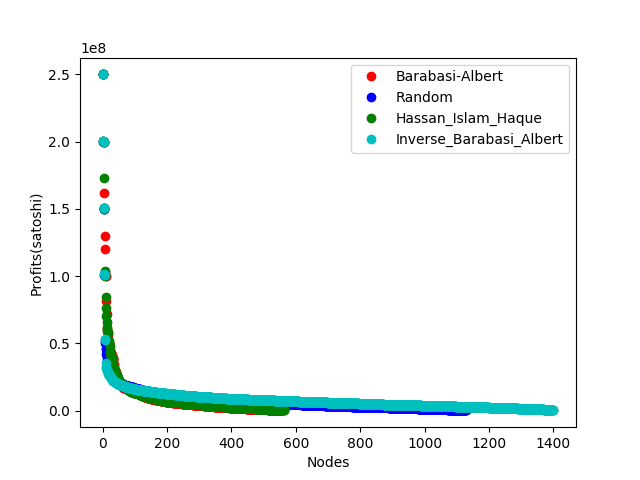 1e8
2.5
2.0
1.5
1.0
0.5
0.0
Profits(satoshi)
Barabasi-Albert
Random
Hassan_Islam_Haque
Inverse_Barabasi_Albert
0 200 400 600 800 1000 1200 1400
Nodes